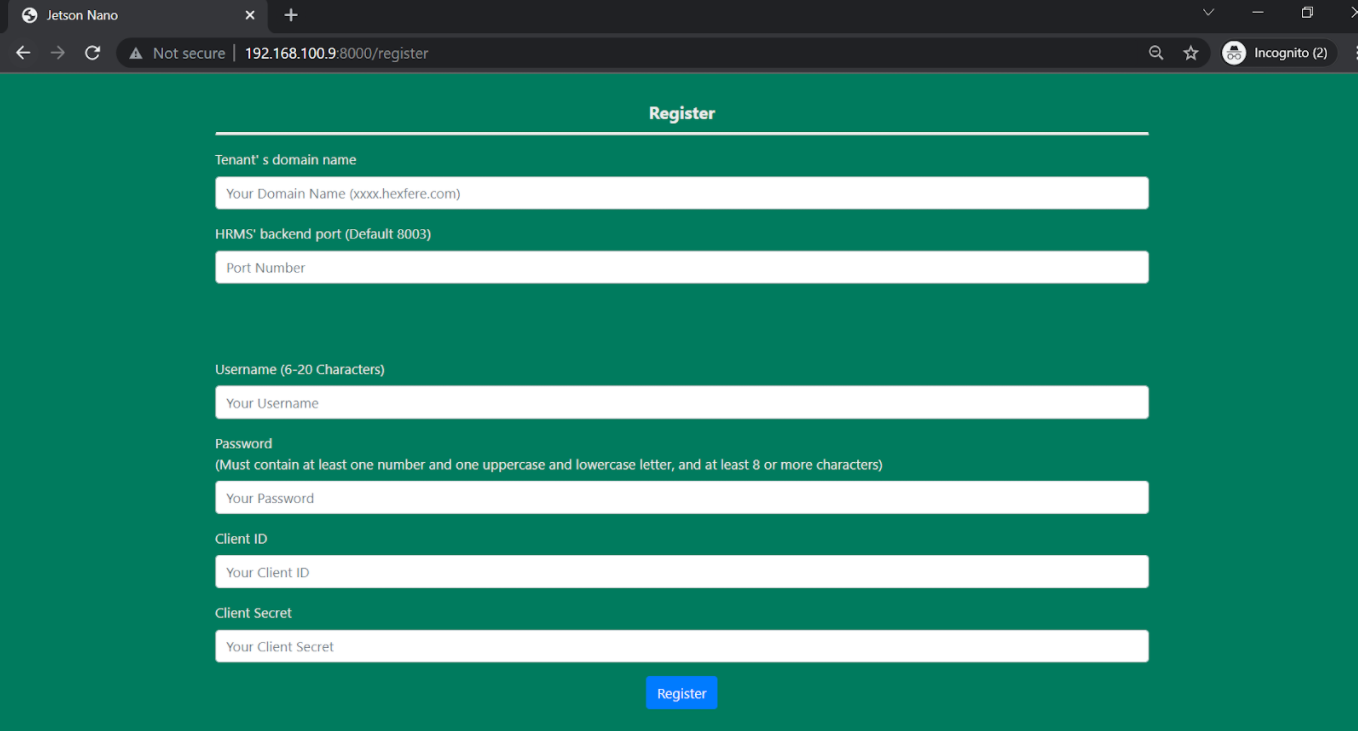 Jetson Nano
Not secure | 192.168.100.9:8000/register
Incognito (2)
Register
Tenant' s domain name
Your Domain Name (xxxx.hexfere.com)
HRMS' backend port (Default 8003)
Port Number
Username (6-20 Characters)
Your Username
Password
(Must contain at least one number and one uppercase and lowercase letter, and at least 8 or more characters)
Your Password
Client ID
Your Client ID
Client Secret
Your Client Secret
Register